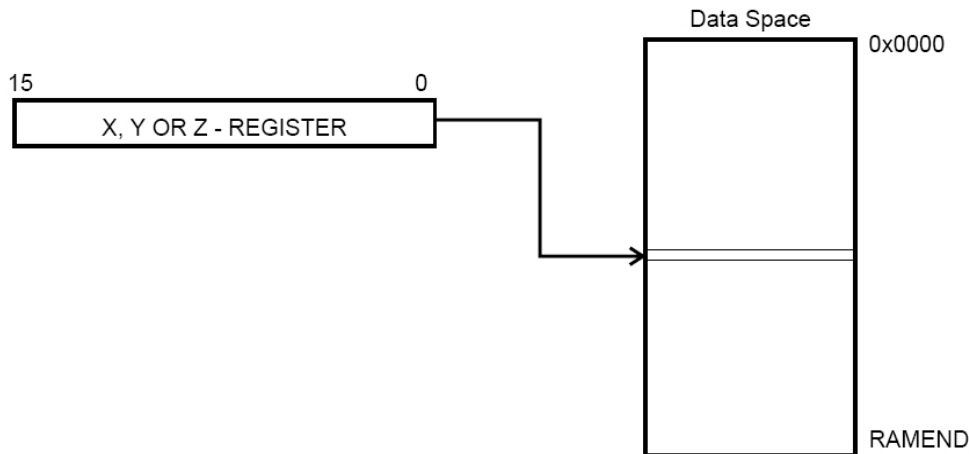 Data Space
0x0000
15
0
X, Y OR Z - REGISTER
RAMEND